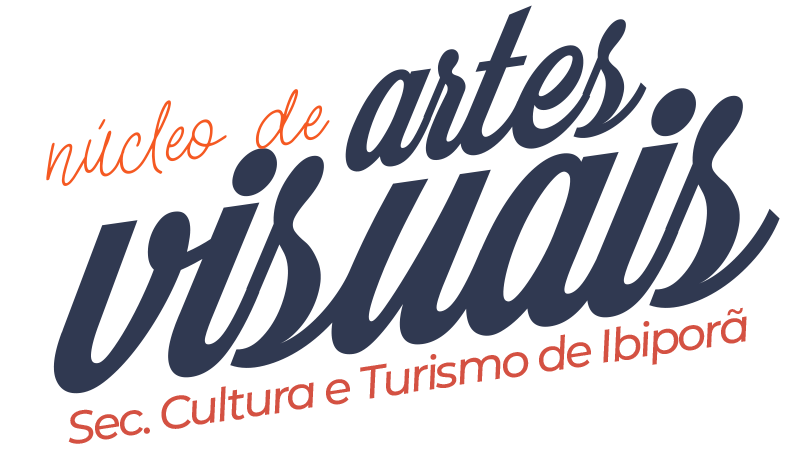 núcleo de artes
visuais
Sec. Cultura e Turismo de Ibiporã